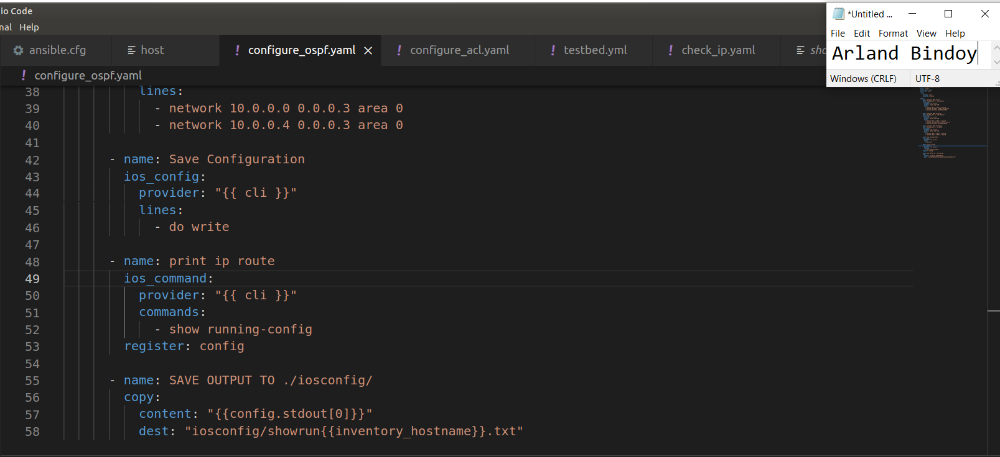 io Code
nal Help
ansible.cfg host configure_ospf.yaml configure_acl.yaml testbed.yml check_ip.yaml sho
configure_ospf.yaml
*Untitled ...
File Edit Format View Help
Arland Bindoy
Windows (CRLF) UTF-8
38 lines:
39 - network 10.0.0.0 0.0.0.3 area 0
40 - network 10.0.0.4 0.0.0.3 area 0
41
42 - name: Save Configuration
43 ios_config:
44 provider: "{{ cli }}"
45 lines:
46 - do write
47
48 - name: print ip route
49 ios_command:
50 provider: "{{ cli }}"
51 commands:
52 - show running-config
53 register: config
54
55 - name: SAVE OUTPUT TO ./iosconfig/
56 copy:
57 content: "{{config.stdout[0]}}"
58 dest: "iosconfig/showrun{{inventory_hostname}}.txt"